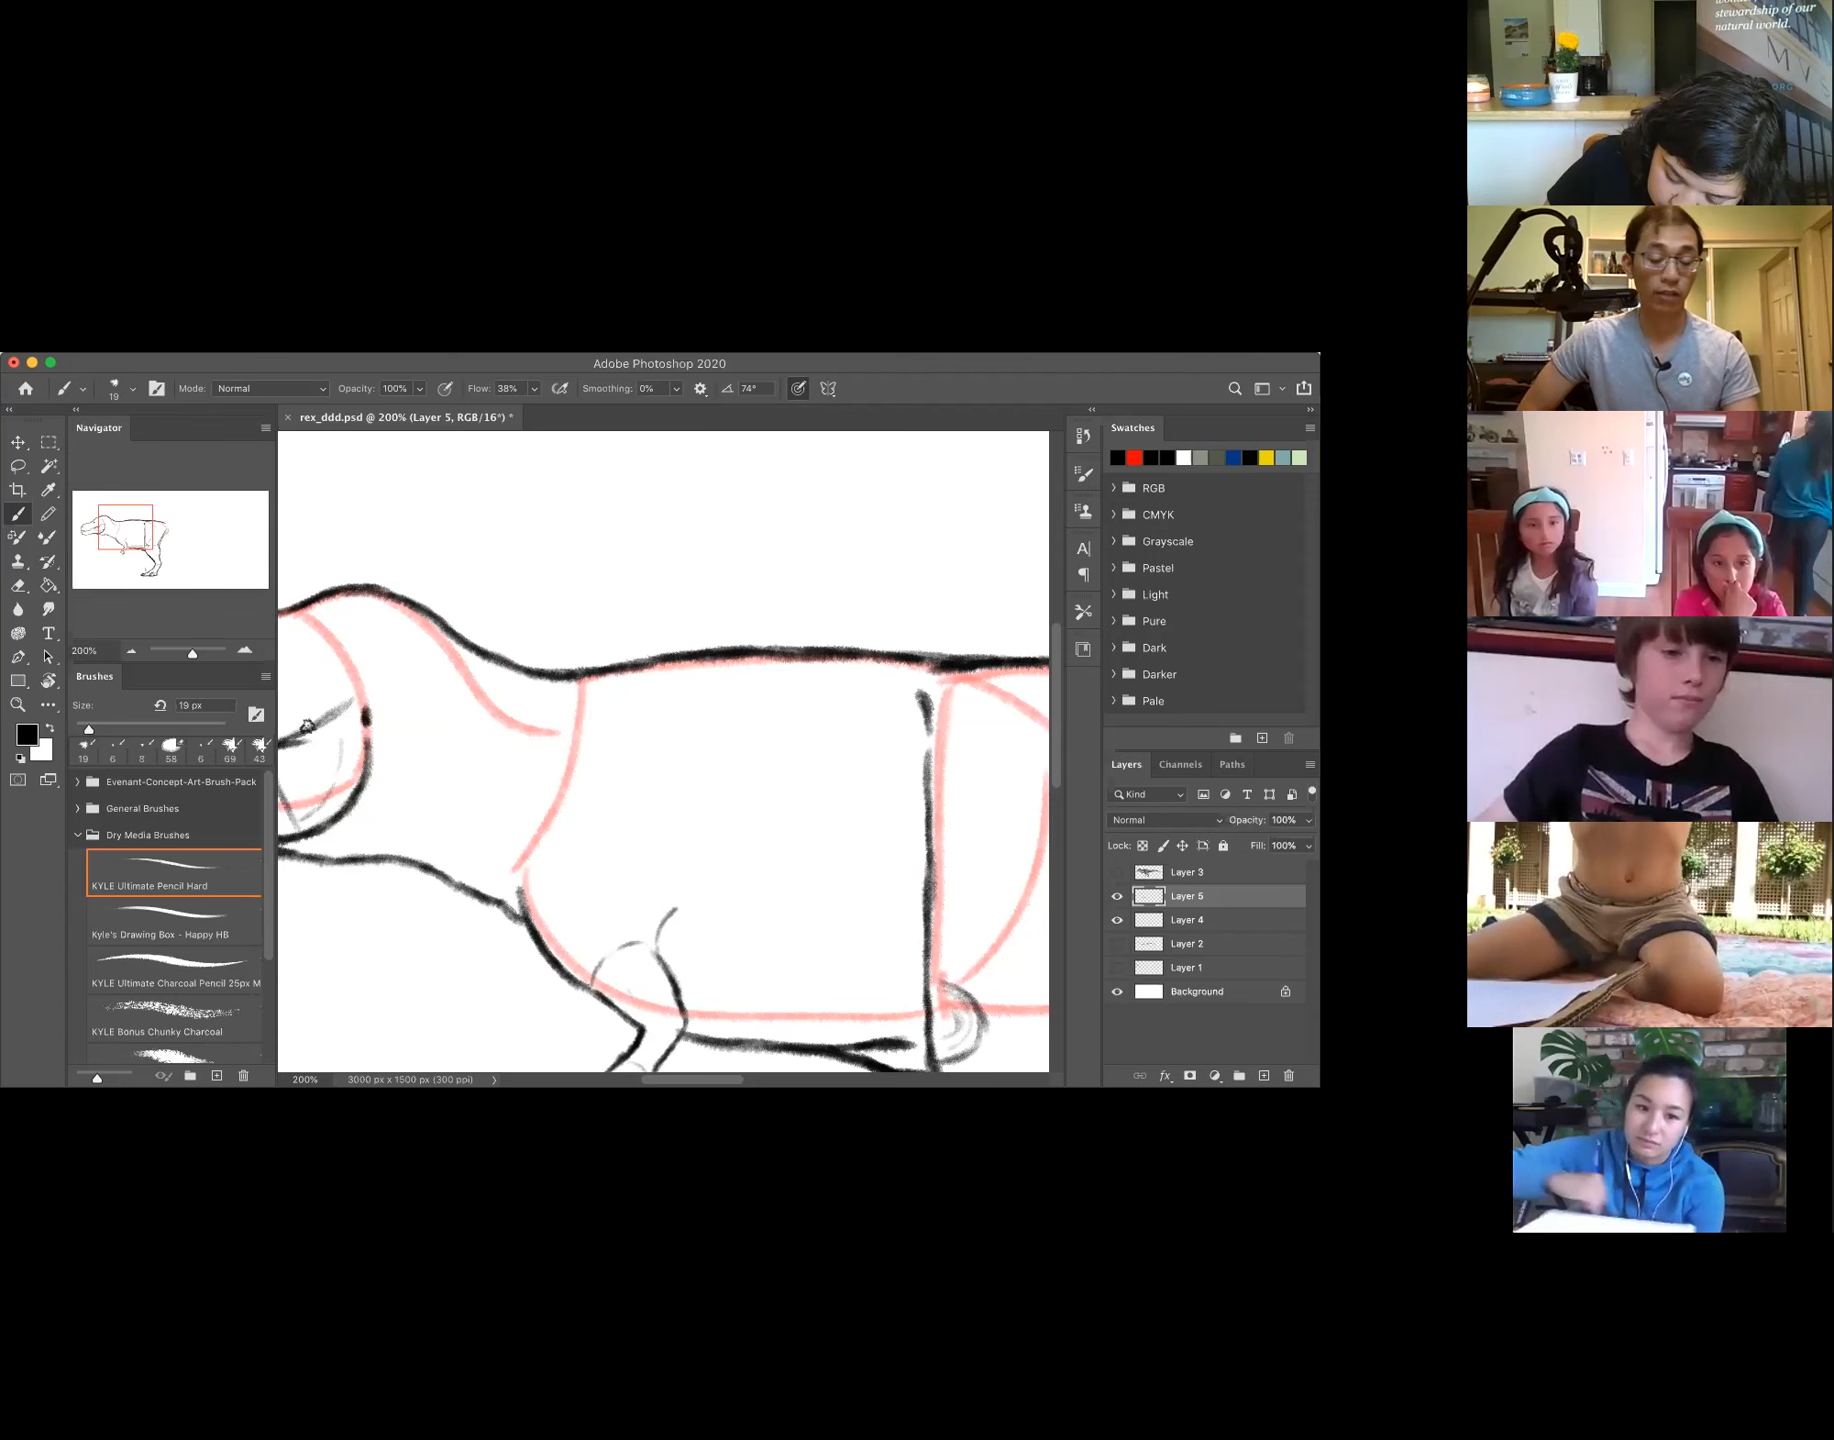 stewardship of our
natural world.
M V
ORG
Adobe Photoshop 2020
19
Mode: Normal
Opacity: 100%
Flow: 38%
Smoothing: 0%
74°
rex_ddd.psd @ 200% (Layer 5, RGB/16*) *
Navigator
200%
Brushes
Size:
19 px
19 6 8 58 6 69 43
Evenant-Concept-Art-Brush-Pack
General Brushes
Dry Media Brushes
KYLE Ultimate Pencil Hard
Kyle's Drawing Box - Happy HB
KYLE Ultimate Charcoal Pencil 25px M
KYLE Bonus Chunky Charcoal
200%
3000 px x 1500 px (300 ppi)
Swatches
RGB
CMYK
Grayscale
Pastel
Light
Pure
Dark
Darker
Pale
Layers
Channels
Paths
Kind
Normal
Opacity: 100%
Lock:
Fill: 100%
Layer 3
Layer 5
Layer 4
Layer 2
Layer 1
Background
fx